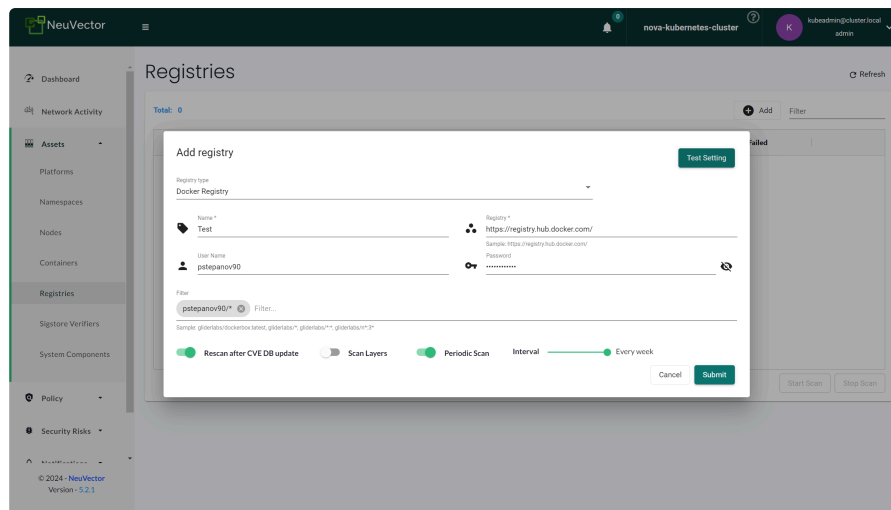 NeuVector
0
nova-kubernetes-cluster
?
K
kubeadmin@cluster.local
admin
Dashboard
Network Activity
Assets
Platforms
Namespaces
Nodes
Containers
Registries
Sigstore Verifiers
System Components
Policy
Security Risks
Notifications
© 2024 - NeuVector
Version - 5.2.1
Registries
Refresh
Total: 0
Add
Filter
Failed
Add registry
Test Setting
Registry type
Docker Registry
Name *
Test
Registry *
https://registry.hub.docker.com/
Sample: https://registry.hub.docker.com/
User Name
pstepanov90
Password
••••••••••••
Filter
pstepanov90/*
Filter...
Sample: gliderlabs/dockerbox:latest, gliderlabs/*, gliderlabs/*:*, gliderlabs/n*:3*
Rescan after CVE DB update
Scan Layers
Periodic Scan
Interval
Every week
Cancel
Submit
Start Scan
Stop Scan